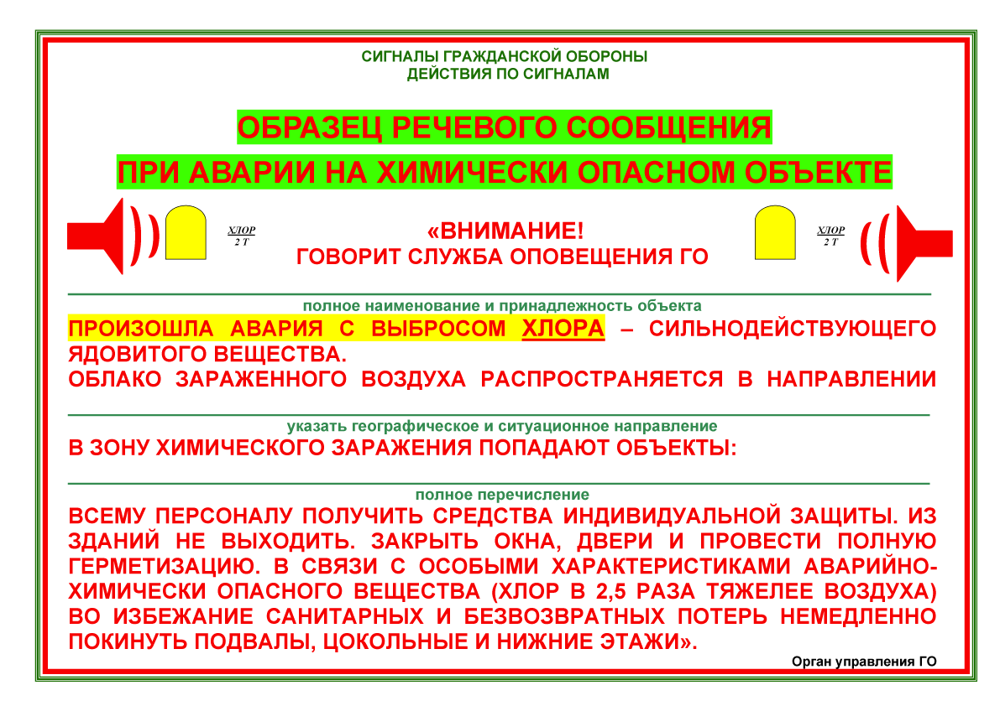 СИГНАЛЫ ГРАЖДАНСКОЙ ОБОРОНЫ
ДЕЙСТВИЯ ПО СИГНАЛАМ
ОБРАЗЕЦ РЕЧЕВОГО СООБЩЕНИЯ
ПРИ АВАРИИ НА ХИМИЧЕСКИ ОПАСНОМ ОБЪЕКТЕ
ХЛОР
2 Т
«ВНИМАНИЕ!
ГОВОРИТ СЛУЖБА ОПОВЕЩЕНИЯ ГО
ХЛОР
2 Т
полное наименование и принадлежность объекта
ПРОИЗОШЛА АВАРИЯ С ВЫБРОСОМ ХЛОРА – СИЛЬНОДЕЙСТВУЮЩЕГО
ЯДОВИТОГО ВЕЩЕСТВА.
ОБЛАКО ЗАРАЖЕННОГО ВОЗДУХА РАСПРОСТРАНЯЕТСЯ В НАПРАВЛЕНИИ
указать географическое и ситуационное направление
В ЗОНУ ХИМИЧЕСКОГО ЗАРАЖЕНИЯ ПОПАДАЮТ ОБЪЕКТЫ:
полное перечисление
ВСЕМУ ПЕРСОНАЛУ ПОЛУЧИТЬ СРЕДСТВА ИНДИВИДУАЛЬНОЙ ЗАЩИТЫ. ИЗ
ЗДАНИЙ НЕ ВЫХОДИТЬ. ЗАКРЫТЬ ОКНА, ДВЕРИ И ПРОВЕСТИ ПОЛНУЮ
ГЕРМЕТИЗАЦИЮ. В СВЯЗИ С ОСОБЫМИ ХАРАКТЕРИСТИКАМИ АВАРИЙНО-
ХИМИЧЕСКИ ОПАСНОГО ВЕЩЕСТВА (ХЛОР В 2,5 РАЗА ТЯЖЕЛЕЕ ВОЗДУХА)
ВО ИЗБЕЖАНИЕ САНИТАРНЫХ И БЕЗВОЗВРАТНЫХ ПОТЕРЬ НЕМЕДЛЕННО
ПОКИНУТЬ ПОДВАЛЫ, ЦОКОЛЬНЫЕ И НИЖНИЕ ЭТАЖИ».
Орган управления ГО